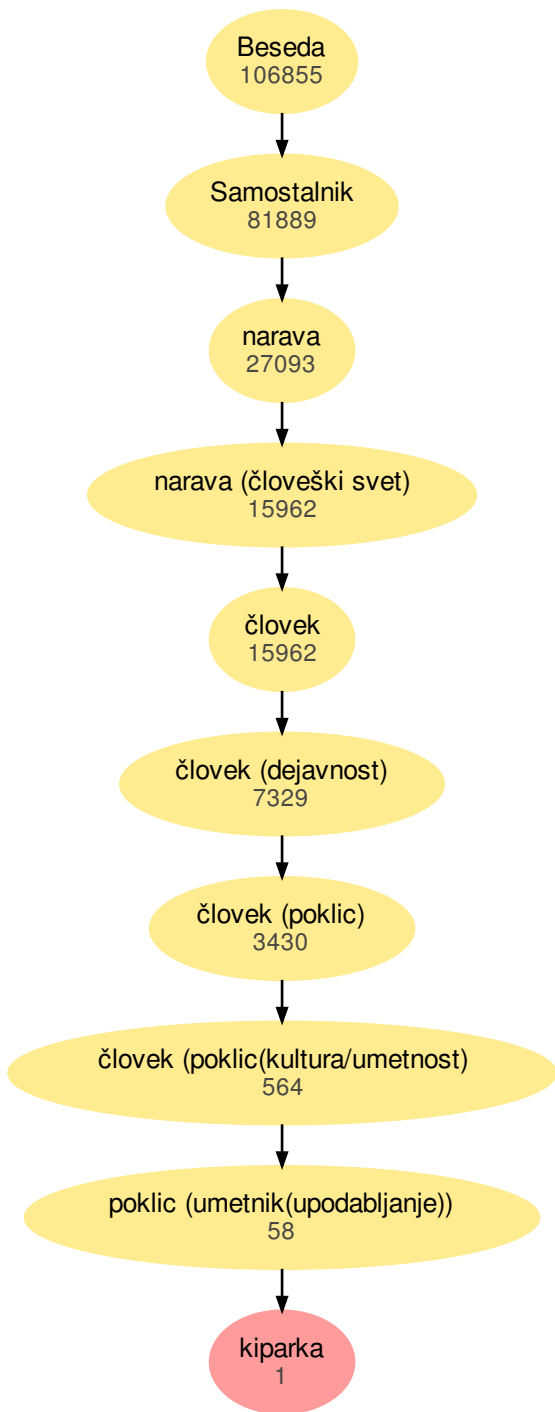 Beseda
106855
Samostalnik
81889
narava
27093
narava (človeški svet)
15962
človek
15962
človek (dejavnost)
7329
človek (poklic)
3430
človek (poklic(kultura/umetnost)
564
poklic (umetnik(upodabljanje))
58
kiparka
1